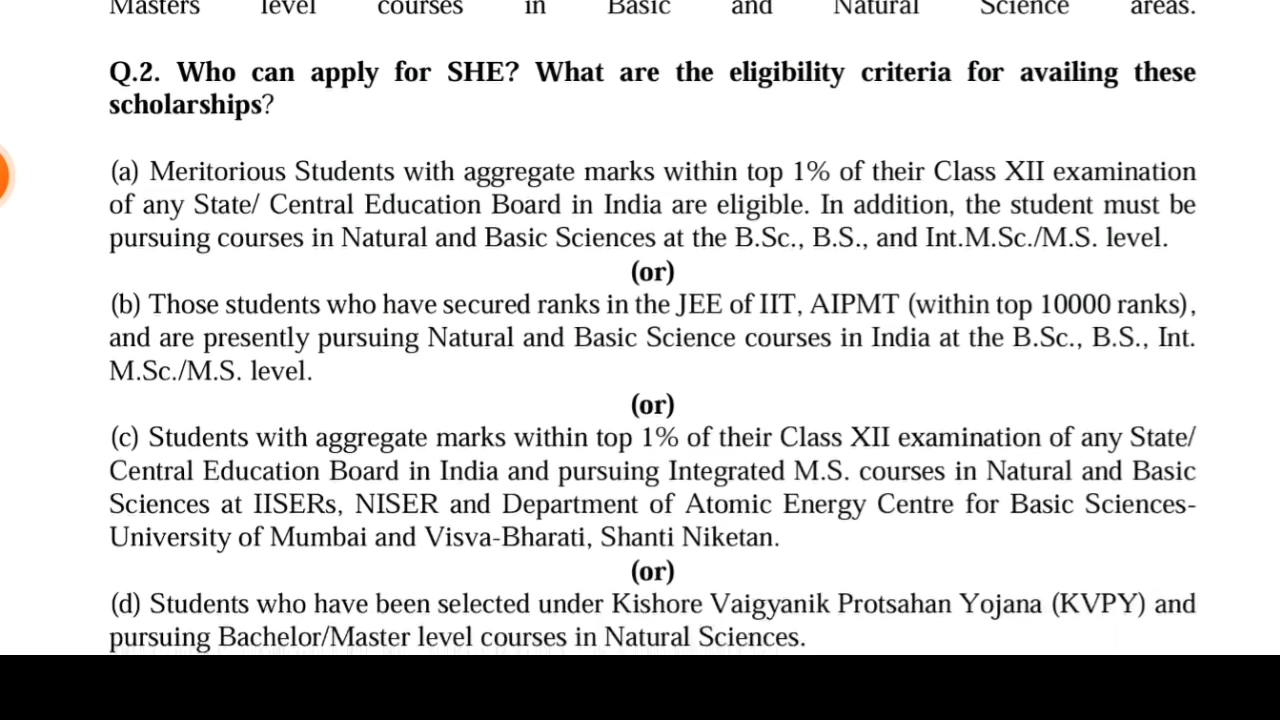 Masters level courses in Basic and Natural Science areas.
Q.2. Who can apply for SHE? What are the eligibility criteria for availing these
scholarships?
(a) Meritorious Students with aggregate marks within top 1% of their Class XII examination
of any State/ Central Education Board in India are eligible. In addition, the student must be
pursuing courses in Natural and Basic Sciences at the B.Sc., B.S., and Int.M.Sc./M.S. level.
(or)
(b) Those students who have secured ranks in the JEE of IIT, AIPMT (within top 10000 ranks),
and are presently pursuing Natural and Basic Science courses in India at the B.Sc., B.S., Int.
M.Sc./M.S. level.
(or)
(c) Students with aggregate marks within top 1% of their Class XII examination of any State/
Central Education Board in India and pursuing Integrated M.S. courses in Natural and Basic
Sciences at IISERs, NISER and Department of Atomic Energy Centre for Basic Sciences-
University of Mumbai and Visva-Bharati, Shanti Niketan.
(or)
(d) Students who have been selected under Kishore Vaigyanik Protsahan Yojana (KVPY) and
pursuing Bachelor/Master level courses in Natural Sciences.